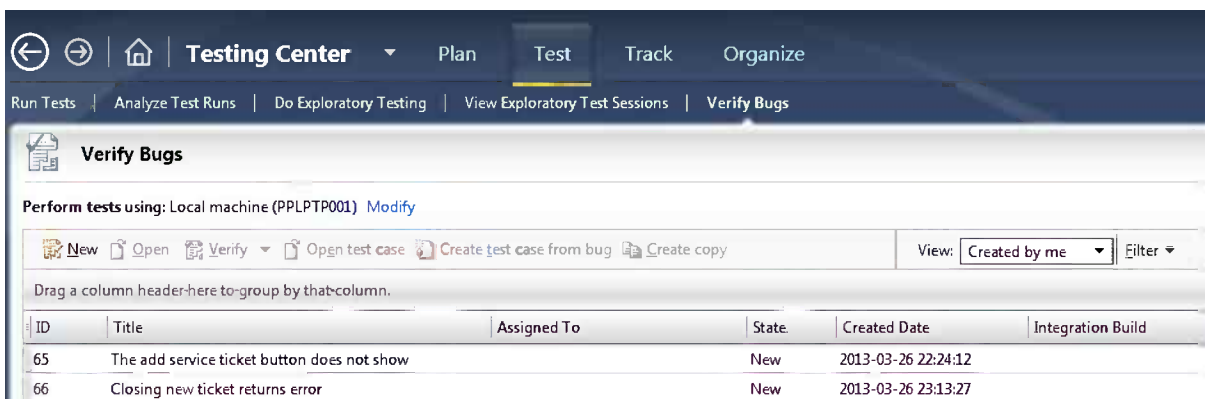 Testing Center Plan Test Track Organize
Run Tests | Analyze Test Runs | Do Exploratory Testing | View Exploratory Test Sessions | Verify Bugs
Verify Bugs
Perform tests using: Local machine (PPLPTP001) Modify
New Open Verify Open test case Create test case from bug Create copy View: Created by me Filter
Drag a column header here to group by that column.
ID Title Assigned To State Created Date Integration Build
65 The add service ticket button does not show New 2013-03-26 22:24:12
66 Closing new ticket returns error New 2013-03-26 23:13:27